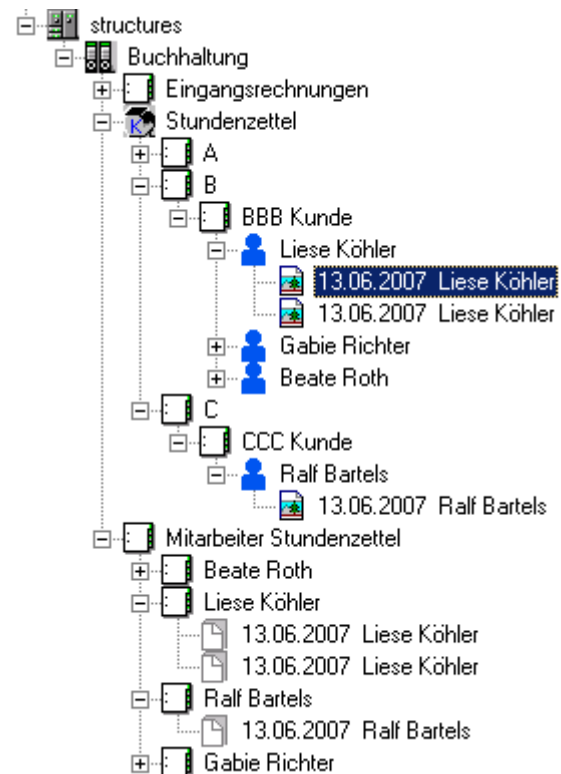 structures
Buchhaltung
Eingangsrechnungen
K Stundenzettel
A
B
BBB Kunde
Liese Köhler
13.06.2007 Liese Köhler
13.06.2007 Liese Köhler
Gabie Richter
Beate Roth
C
CCC Kunde
Ralf Bartels
13.06.2007 Ralf Bartels
Mitarbeiter Stundenzettel
Beate Roth
Liese Köhler
13.06.2007 Liese Köhler
13.06.2007 Liese Köhler
Ralf Bartels
13.06.2007 Ralf Bartels
Gabie Richter